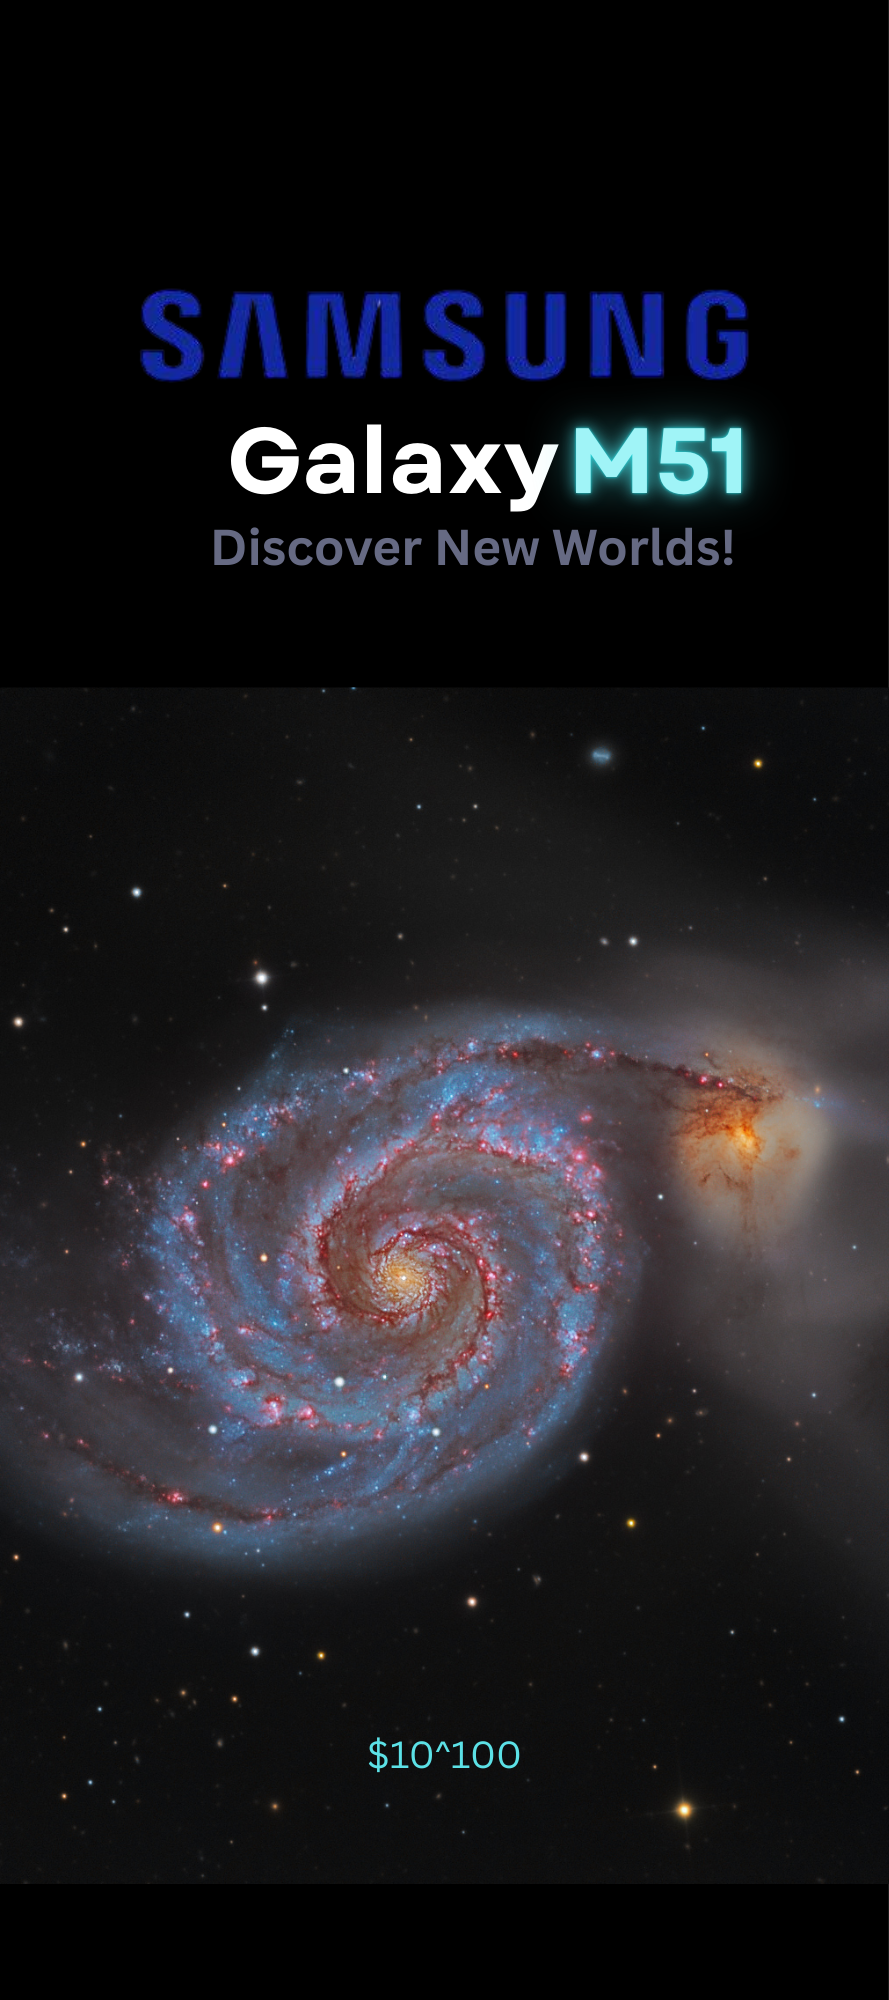 SAMSUNG
Galaxy M51
Discover New Worlds!
$10^100